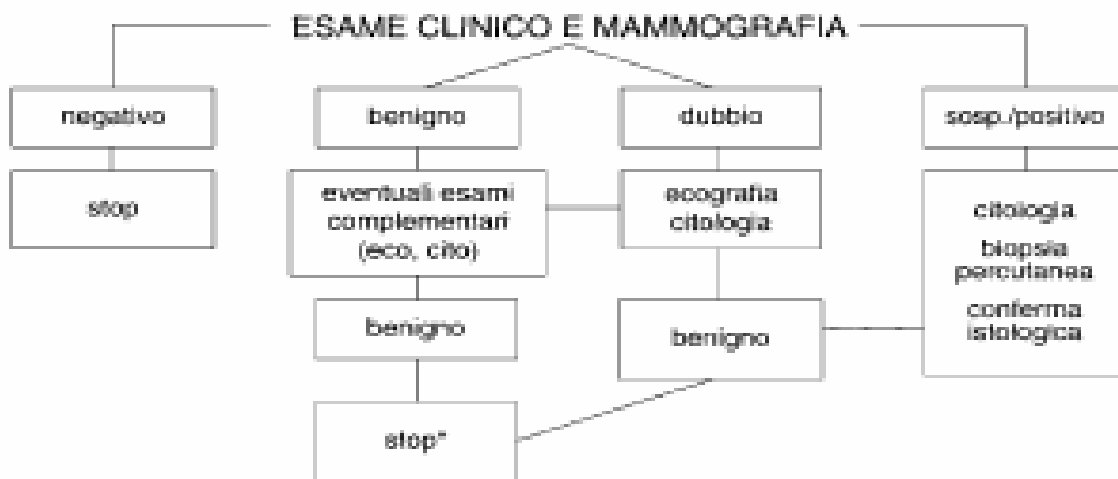 ESAME CLINICO E MAMMOGRAFIA
negativo
benigno
dubbio
sosp./positivo
stop
eventuali esami
complementari
(eco, cito)
ecografia
citologia
citologia
biopsia
percutanea
conferma
istologica
benigno
benigno
stop*